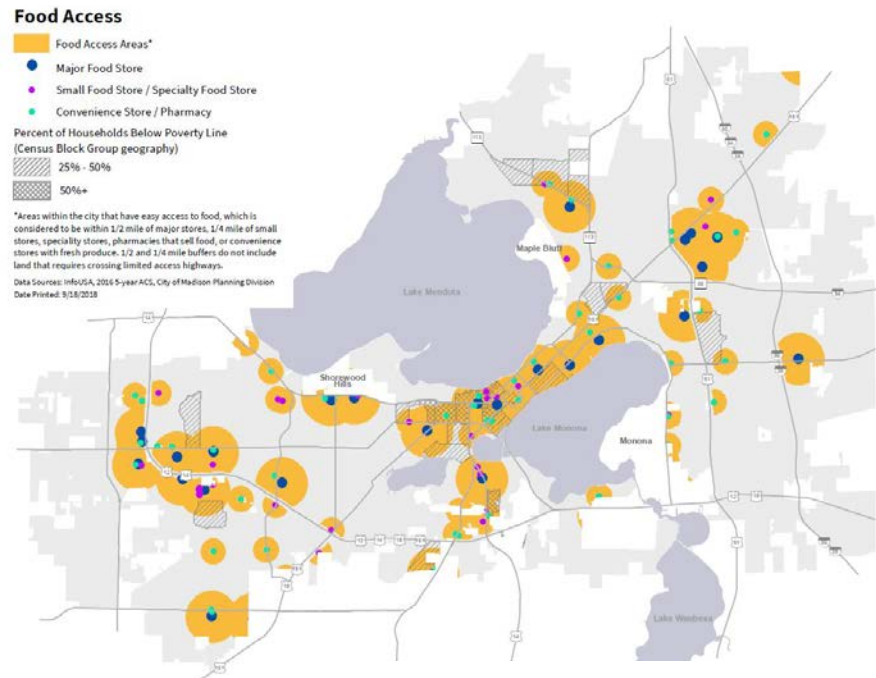 Food Access
Food Access Areas*
Major Food Store
Small Food Store / Specialty Food Store
Convenience Store / Pharmacy
Percent of Households Below Poverty Line
(Census Block Group geography)
25% - 50%
50%+
*Areas within the city that have easy access to food, which is
considered to be within 1/2 mile of major stores, 1/4 mile of small
stores, speciality stores, pharmacies that sell food, or convenience
stores with fresh produce. 1/2 and 1/4 mile buffers do not include
land that requires crossing limited access highways.
Data Sources: InfoUSA, 2016 5-year ACS, City of Madison Planning Division
Date Printed: 9/18/2018
113
Maple Bluff
Lake Mendota
Shorewood
Hills
Lake Monona
Monona
Lake Waubesa